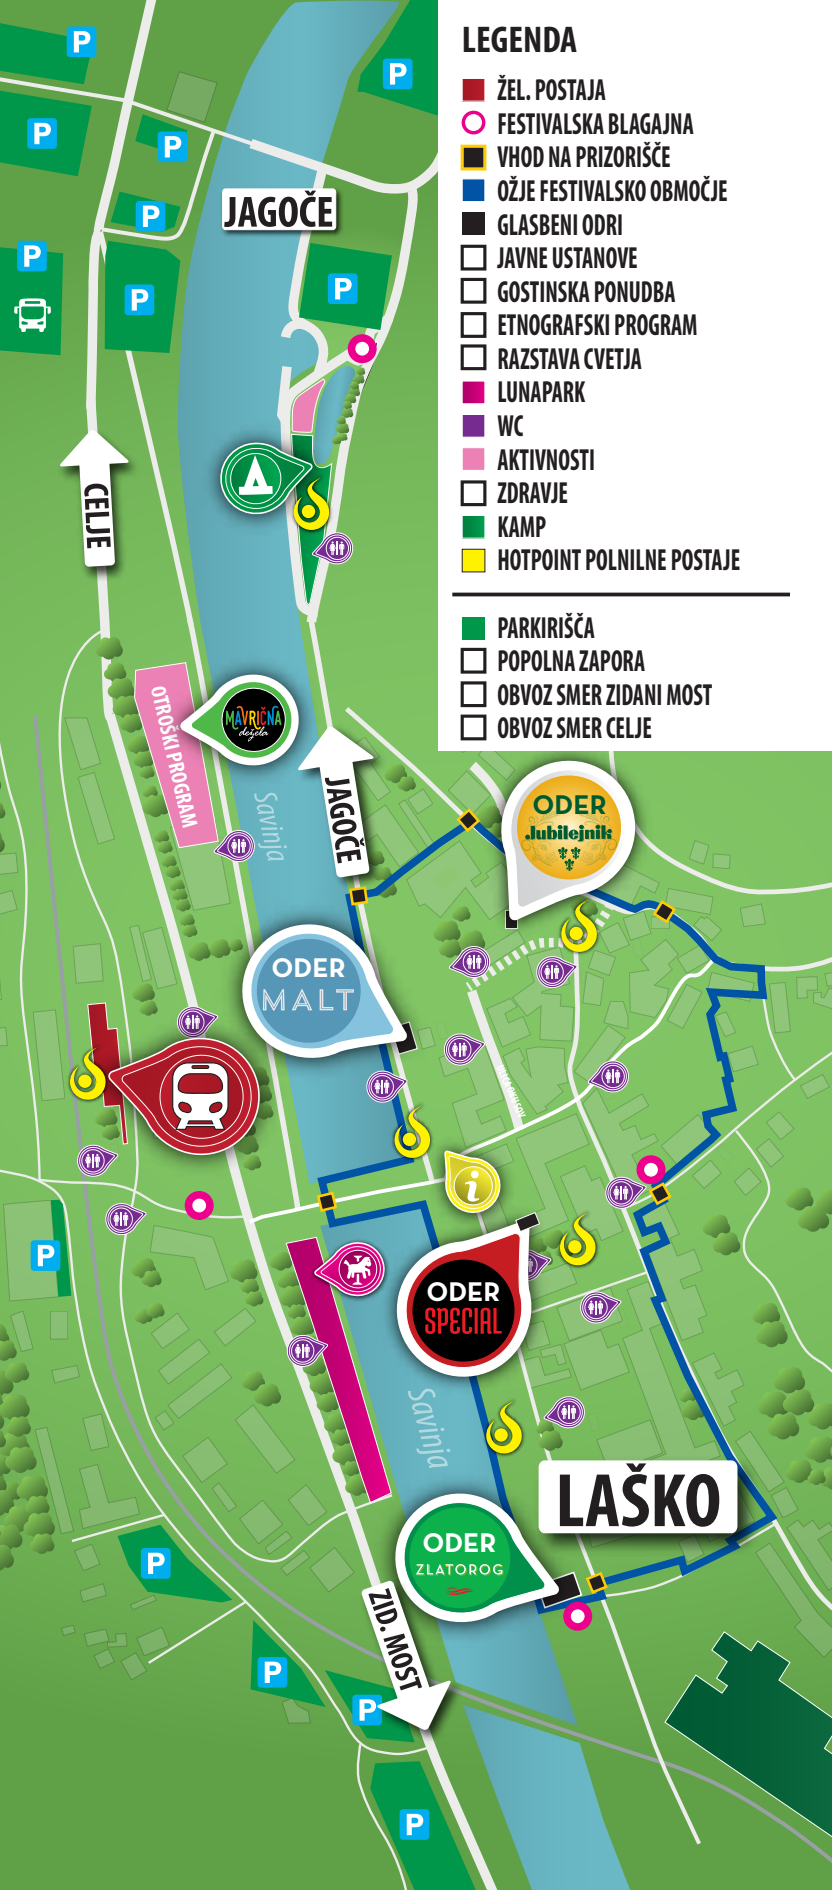 LEGENDA
ŽEL. POSTAJA
FESTIVALSKA BLAGAJNA
VHOD NA PRIZORIŠČE
OŽJE FESTIVALSKO OBMOČJE
GLASBENI ODRI
JAVNE USTANOVE
GOSTINSKA PONUDBA
ETNOGRAFSKI PROGRAM
RAZSTAVA CVETJA
LUNAPARK
WC
AKTIVNOSTI
ZDRAVJE
KAMP
HOTPOINT POLNILNE POSTAJE
PARKIRIŠČA
POPOLNA ZAPORA
OBVOZ SMER ZIDANI MOST
OBVOZ SMER CELJE
P
P
P
P
P
JAGOČE
P
P
P
CELJE
OTROŠKI PROGRAM
MAVRIČNA
dežela
JAGOČE
Savinja
ODER
Jubilejnik
ODER
MALT
i
P
ODER
SPECIAL
Savinja
LAŠKO
ODER
ZLATOROG
P
ZID. MOST
P
P
P